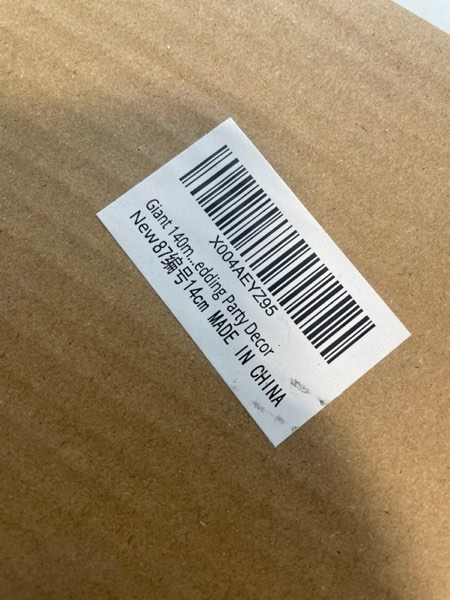 X004AEYZ95
Giant 140m...edding Party Decor
New87编号14cm MADE IN CHINA